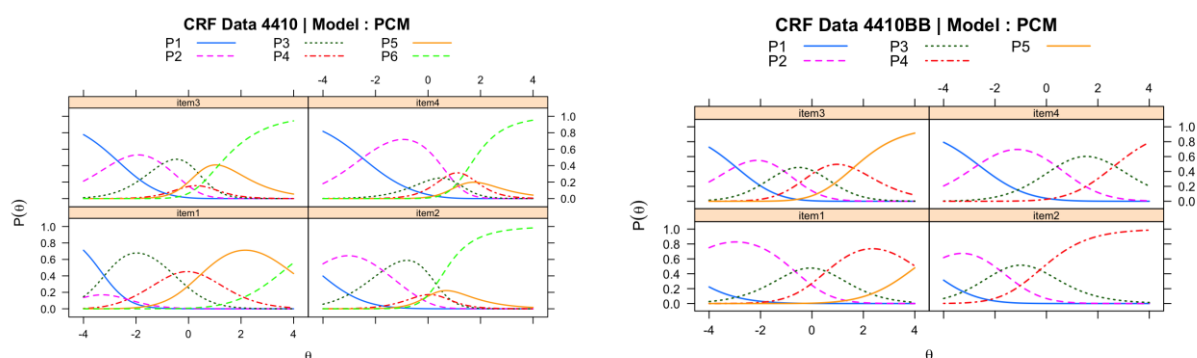 CRF Data 4410 | Model : PCM
P1 P3 P5
P2 P4 P6
-4 -2 0 2 4
item3 item4
1.0
0.8
0.6
0.4
0.2
0.0
item1 item2
1.0
0.8
0.6
0.4
0.2
0.0
P(θ)
-4 -2 0 2 4
θ
CRF Data 4410BB | Model : PCM
P1 P3 P5
P2 P4
-4 -2 0 2 4
item3 item4
1.0
0.8
0.6
0.4
0.2
0.0
item1 item2
1.0
0.8
0.6
0.4
0.2
0.0
P(θ)
-4 -2 0 2 4
θ